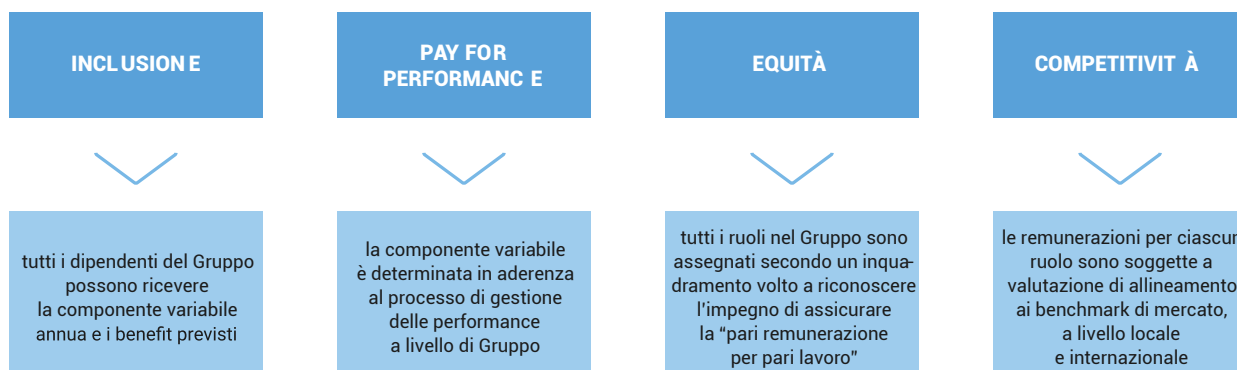 INCLUSIONE
PAY FOR
PERFORMANCE
EQUITÀ
COMPETITIVITÀ
tutti i dipendenti del Gruppo
possono ricevere
la componente variabile
annua e i benefit previsti
la componente variabile
è determinata in aderenza
al processo di gestione
delle performance
a livello di Gruppo
tutti i ruoli nel Gruppo sono
assegnati secondo un inqua-
dramento volto a riconoscere
l'impegno di assicurare
la “pari remunerazione
per pari lavoro”
le remunerazioni per ciascun
ruolo sono soggette a
valutazione di allineamento
ai benchmark di mercato,
a livello locale
e internazionale